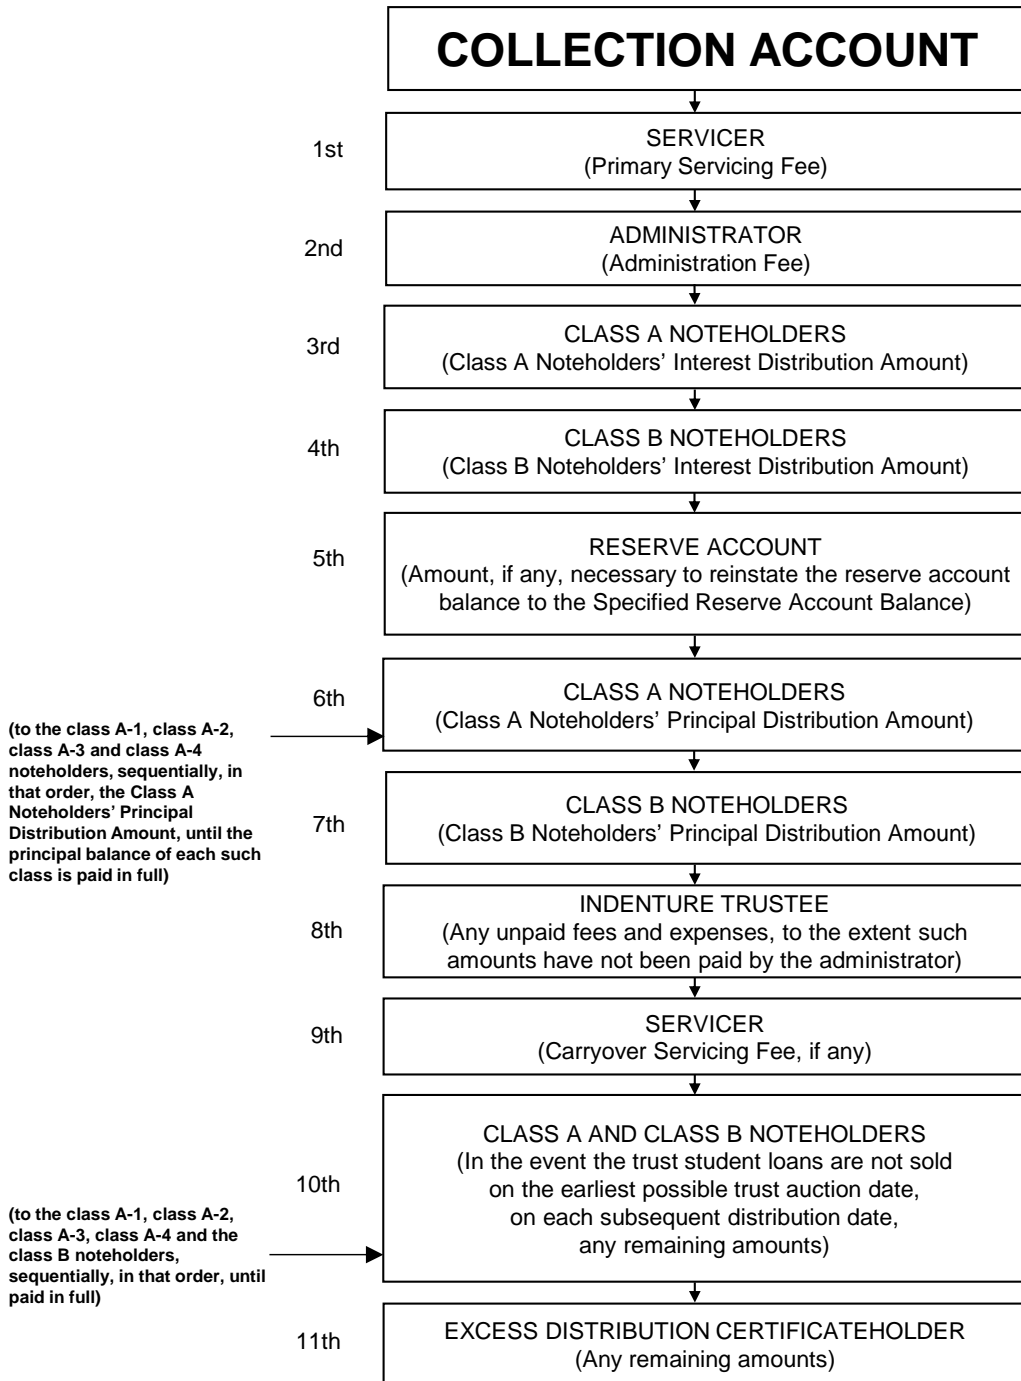 COLLECTION ACCOUNT
1st
SERVICER
(Primary Servicing Fee)
2nd
ADMINISTRATOR
(Administration Fee)
3rd
CLASS A NOTEHOLDERS
(Class A Noteholders’ Interest Distribution Amount)
4th
CLASS B NOTEHOLDERS
(Class B Noteholders’ Interest Distribution Amount)
5th
RESERVE ACCOUNT
(Amount, if any, necessary to reinstate the reserve account
balance to the Specified Reserve Account Balance)
6th
CLASS A NOTEHOLDERS
(Class A Noteholders’ Principal Distribution Amount)
(to the class A-1, class A-2,
class A-3 and class A-4
noteholders, sequentially, in
that order, the Class A
Noteholders’ Principal
Distribution Amount, until the
principal balance of each such
class is paid in full)
7th
CLASS B NOTEHOLDERS
(Class B Noteholders’ Principal Distribution Amount)
8th
INDENTURE TRUSTEE
(Any unpaid fees and expenses, to the extent such
amounts have not been paid by the administrator)
9th
SERVICER
(Carryover Servicing Fee, if any)
10th
CLASS A AND CLASS B NOTEHOLDERS
(In the event the trust student loans are not sold
on the earliest possible trust auction date,
on each subsequent distribution date,
any remaining amounts)
(to the class A-1, class A-2,
class A-3, class A-4 and the
class B noteholders,
sequentially, in that order, until
paid in full)
11th
EXCESS DISTRIBUTION CERTIFICATEHOLDER
(Any remaining amounts)